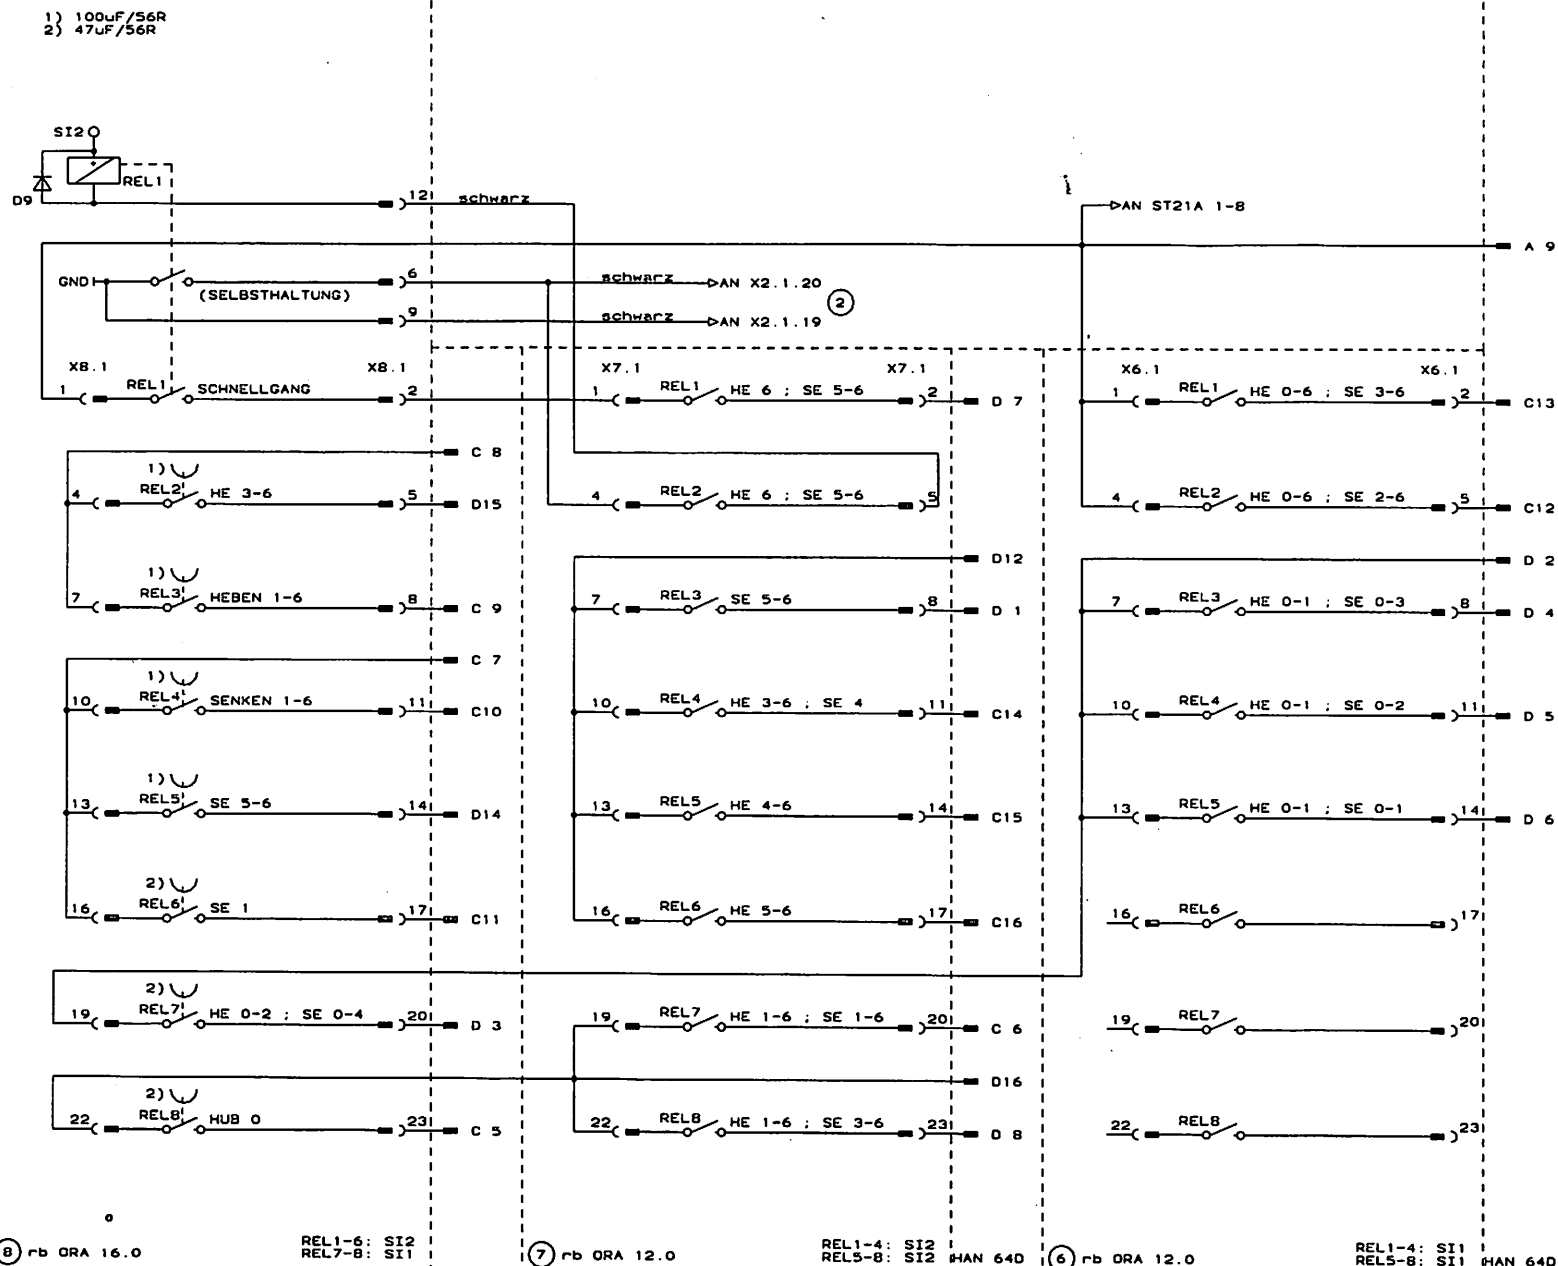 1) 100uF/56R
2) 47uF/56R
SI2
REL1
D9
12 schwarz
AN ST21A 1-8
A 9
GND
(SELBSTHALTUNG)
6 schwarz AN X2.1.20
9 schwarz AN X2.1.19
2
X8.1 X8.1 X7.1 X7.1 X6.1 X6.1
1 REL1 SCHNELLGANG 2
1 REL1 HE 6 ; SE 5-6 2 D 7
1 REL1 HE 0-6 ; SE 3-6 2 C13
C 8
4 1) REL2 HE 3-6 5 D15
4 REL2 HE 6 ; SE 5-6 5
4 REL2 HE 0-6 ; SE 2-6 5 C12
D12
D 2
7 1) REL3 HEBEN 1-6 8 C 9
7 REL3 SE 5-6 8 D 1
7 REL3 HE 0-1 ; SE 0-3 8 D 4
C 7
10 1) REL4 SENKEN 1-6 11 C10
10 REL4 HE 3-6 ; SE 4 11 C14
10 REL4 HE 0-1 ; SE 0-2 11 D 5
13 1) REL5 SE 5-6 14 D14
13 REL5 HE 4-6 14 C15
13 REL5 HE 0-1 ; SE 0-1 14 D 6
16 2) REL6 SE 1 17 C11
16 REL6 HE 5-6 17 C16
16 REL6 17
19 2) REL7 HE 0-2 ; SE 0-4 20 D 3
19 REL7 HE 1-6 ; SE 1-6 20 C 6
19 REL7 20
D16
22 2) REL8 HUB 0 23 C 5
22 REL8 HE 1-6 ; SE 3-6 23 D 8
22 REL8 23
8 rb ORA 16.0
REL1-6: SI2
REL7-8: SI1
7 rb ORA 12.0
REL1-4: SI2
REL5-8: SI2
HAN 64D
6 rb ORA 12.0
REL1-4: SI1
REL5-8: SI1
HAN 64D